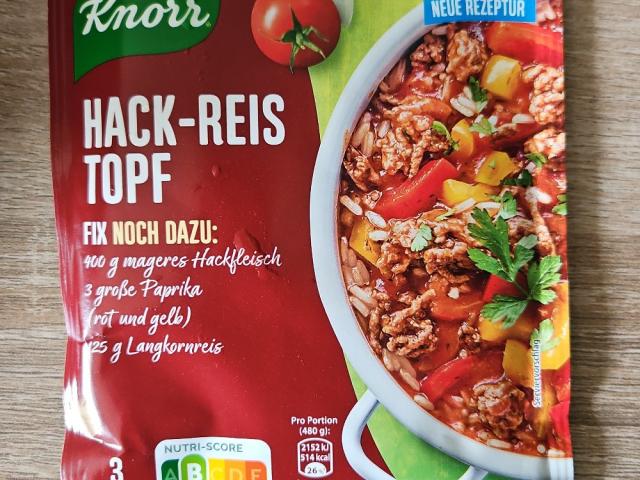 Knorr
NEUE REZEPTUR
HACK-REIS
TOPF
FIX NOCH DAZU:
400 g mageres Hackfleisch
3 große Paprika
(rot und gelb)
125 g Langkornreis
Serviervorschlag
Pro Portion
(480 g):
2152 kJ
514 kcal
26%
NUTRI-SCORE
A B C D E
3